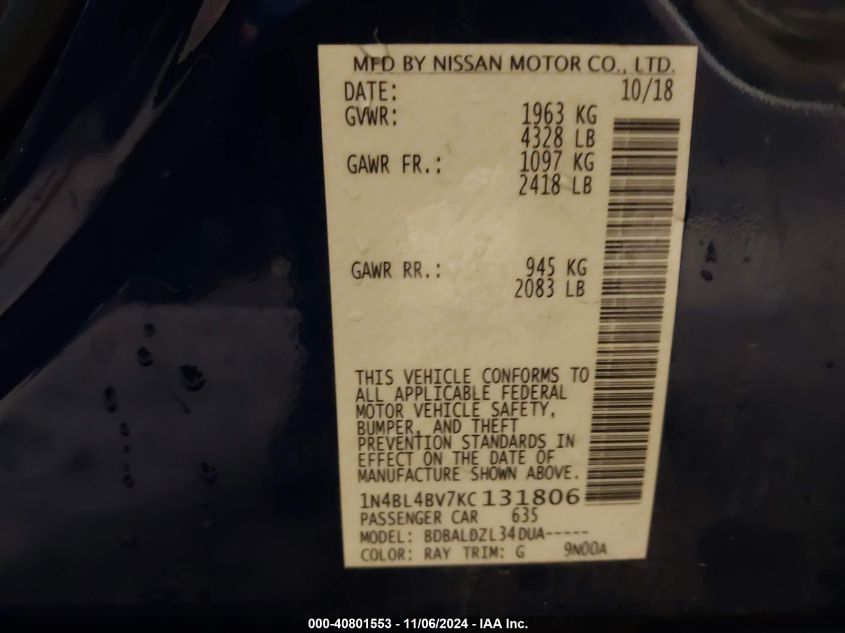 MFD BY NISSAN MOTOR CO., LTD.
DATE: 10/18
GVWR: 1963 KG
4328 LB
GAWR FR.: 1097 KG
2418 LB
GAWR RR.: 945 KG
2083 LB
THIS VEHICLE CONFORMS TO
ALL APPLICABLE FEDERAL
MOTOR VEHICLE SAFETY,
BUMPER, AND THEFT
PREVENTION STANDARDS IN
EFFECT ON THE DATE OF
MANUFACTURE SHOWN ABOVE.
1N4BL4BV7KC131806
PASSENGER CAR 635
MODEL: BDBALDZL34DUA-----
COLOR: RAY TRIM: G 9N00A
000-40801553 - 11/06/2024 - IAA Inc.